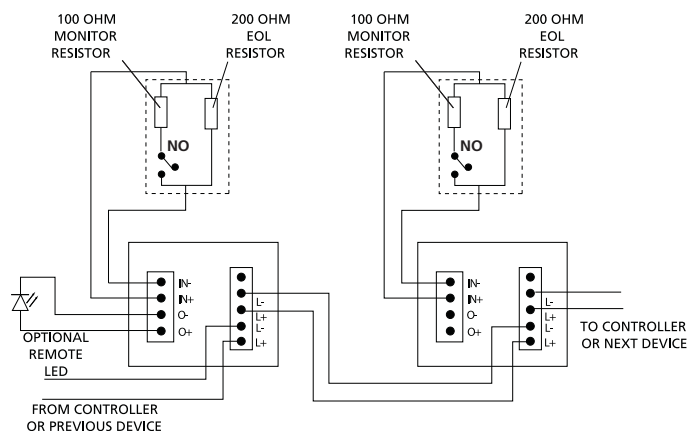 100 OHM
MONITOR
RESISTOR
200 OHM
EOL
RESISTOR
100 OHM
MONITOR
RESISTOR
200 OHM
EOL
RESISTOR
NO
NO
IN-
IN+
O-
O+
L-
L+
L-
L+
IN-
IN+
O-
O+
L-
L+
L-
L+
OPTIONAL
REMOTE
LED
TO CONTROLLER
OR NEXT DEVICE
FROM CONTROLLER
OR PREVIOUS DEVICE